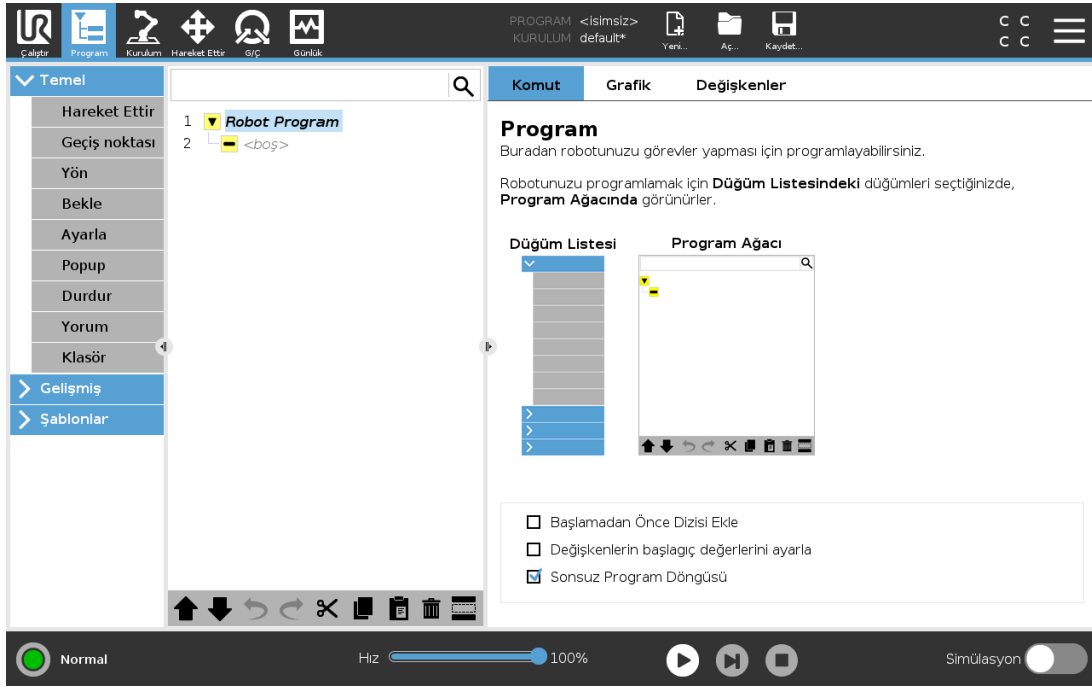 PROGRAM <isimsiz>
KURULUM default*
C C
C C
Çalıştır Program Kurulum Hareket Ettir G/Ç Günlük Yeni... Aç... Kaydet...
Temel
Hareket Ettir
Geçiş noktası
Yön
Bekle
Ayarla
Popup
Durdur
Yorum
Klasör
Gelişmiş
Şablonlar
1 Robot Program
2 <boş>
Komut Grafik Değişkenler
Program
Buradan robotunuzu görevler yapması için programlayabilirsiniz.
Robotunuzu programlamak için Düğüm Listesindeki düğümleri seçtiğinizde,
Program Ağacında görünürler.
Düğüm Listesi Program Ağacı
Başlamadan Önce Dizisi Ekle
Değişkenlerin başlagıç değerlerini ayarla
Sonsuz Program Döngüsü
Normal Hız 100% Simülasyon